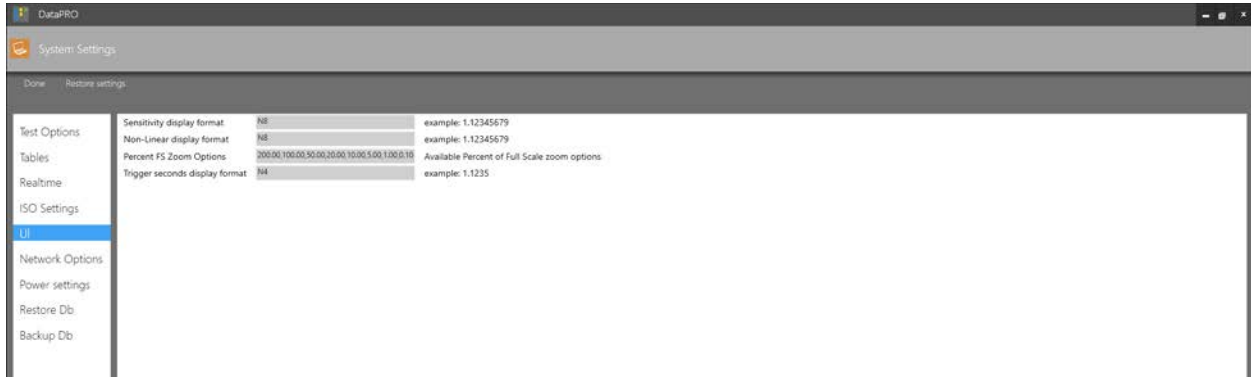 DataPRO
System Settings
Done Restore settings
Test Options
Tables
Realtime
ISO Settings
UI
Network Options
Power settings
Restore Db
Backup Db
Sensitivity display format N8 example: 1.12345679
Non-Linear display format N8 example: 1.12345679
Percent FS Zoom Options 200.00,100.00,50.00,20.00,10.00,5.00,1.00,0.10 Available Percent of Full Scale zoom options
Trigger seconds display format N4 example: 1.1235